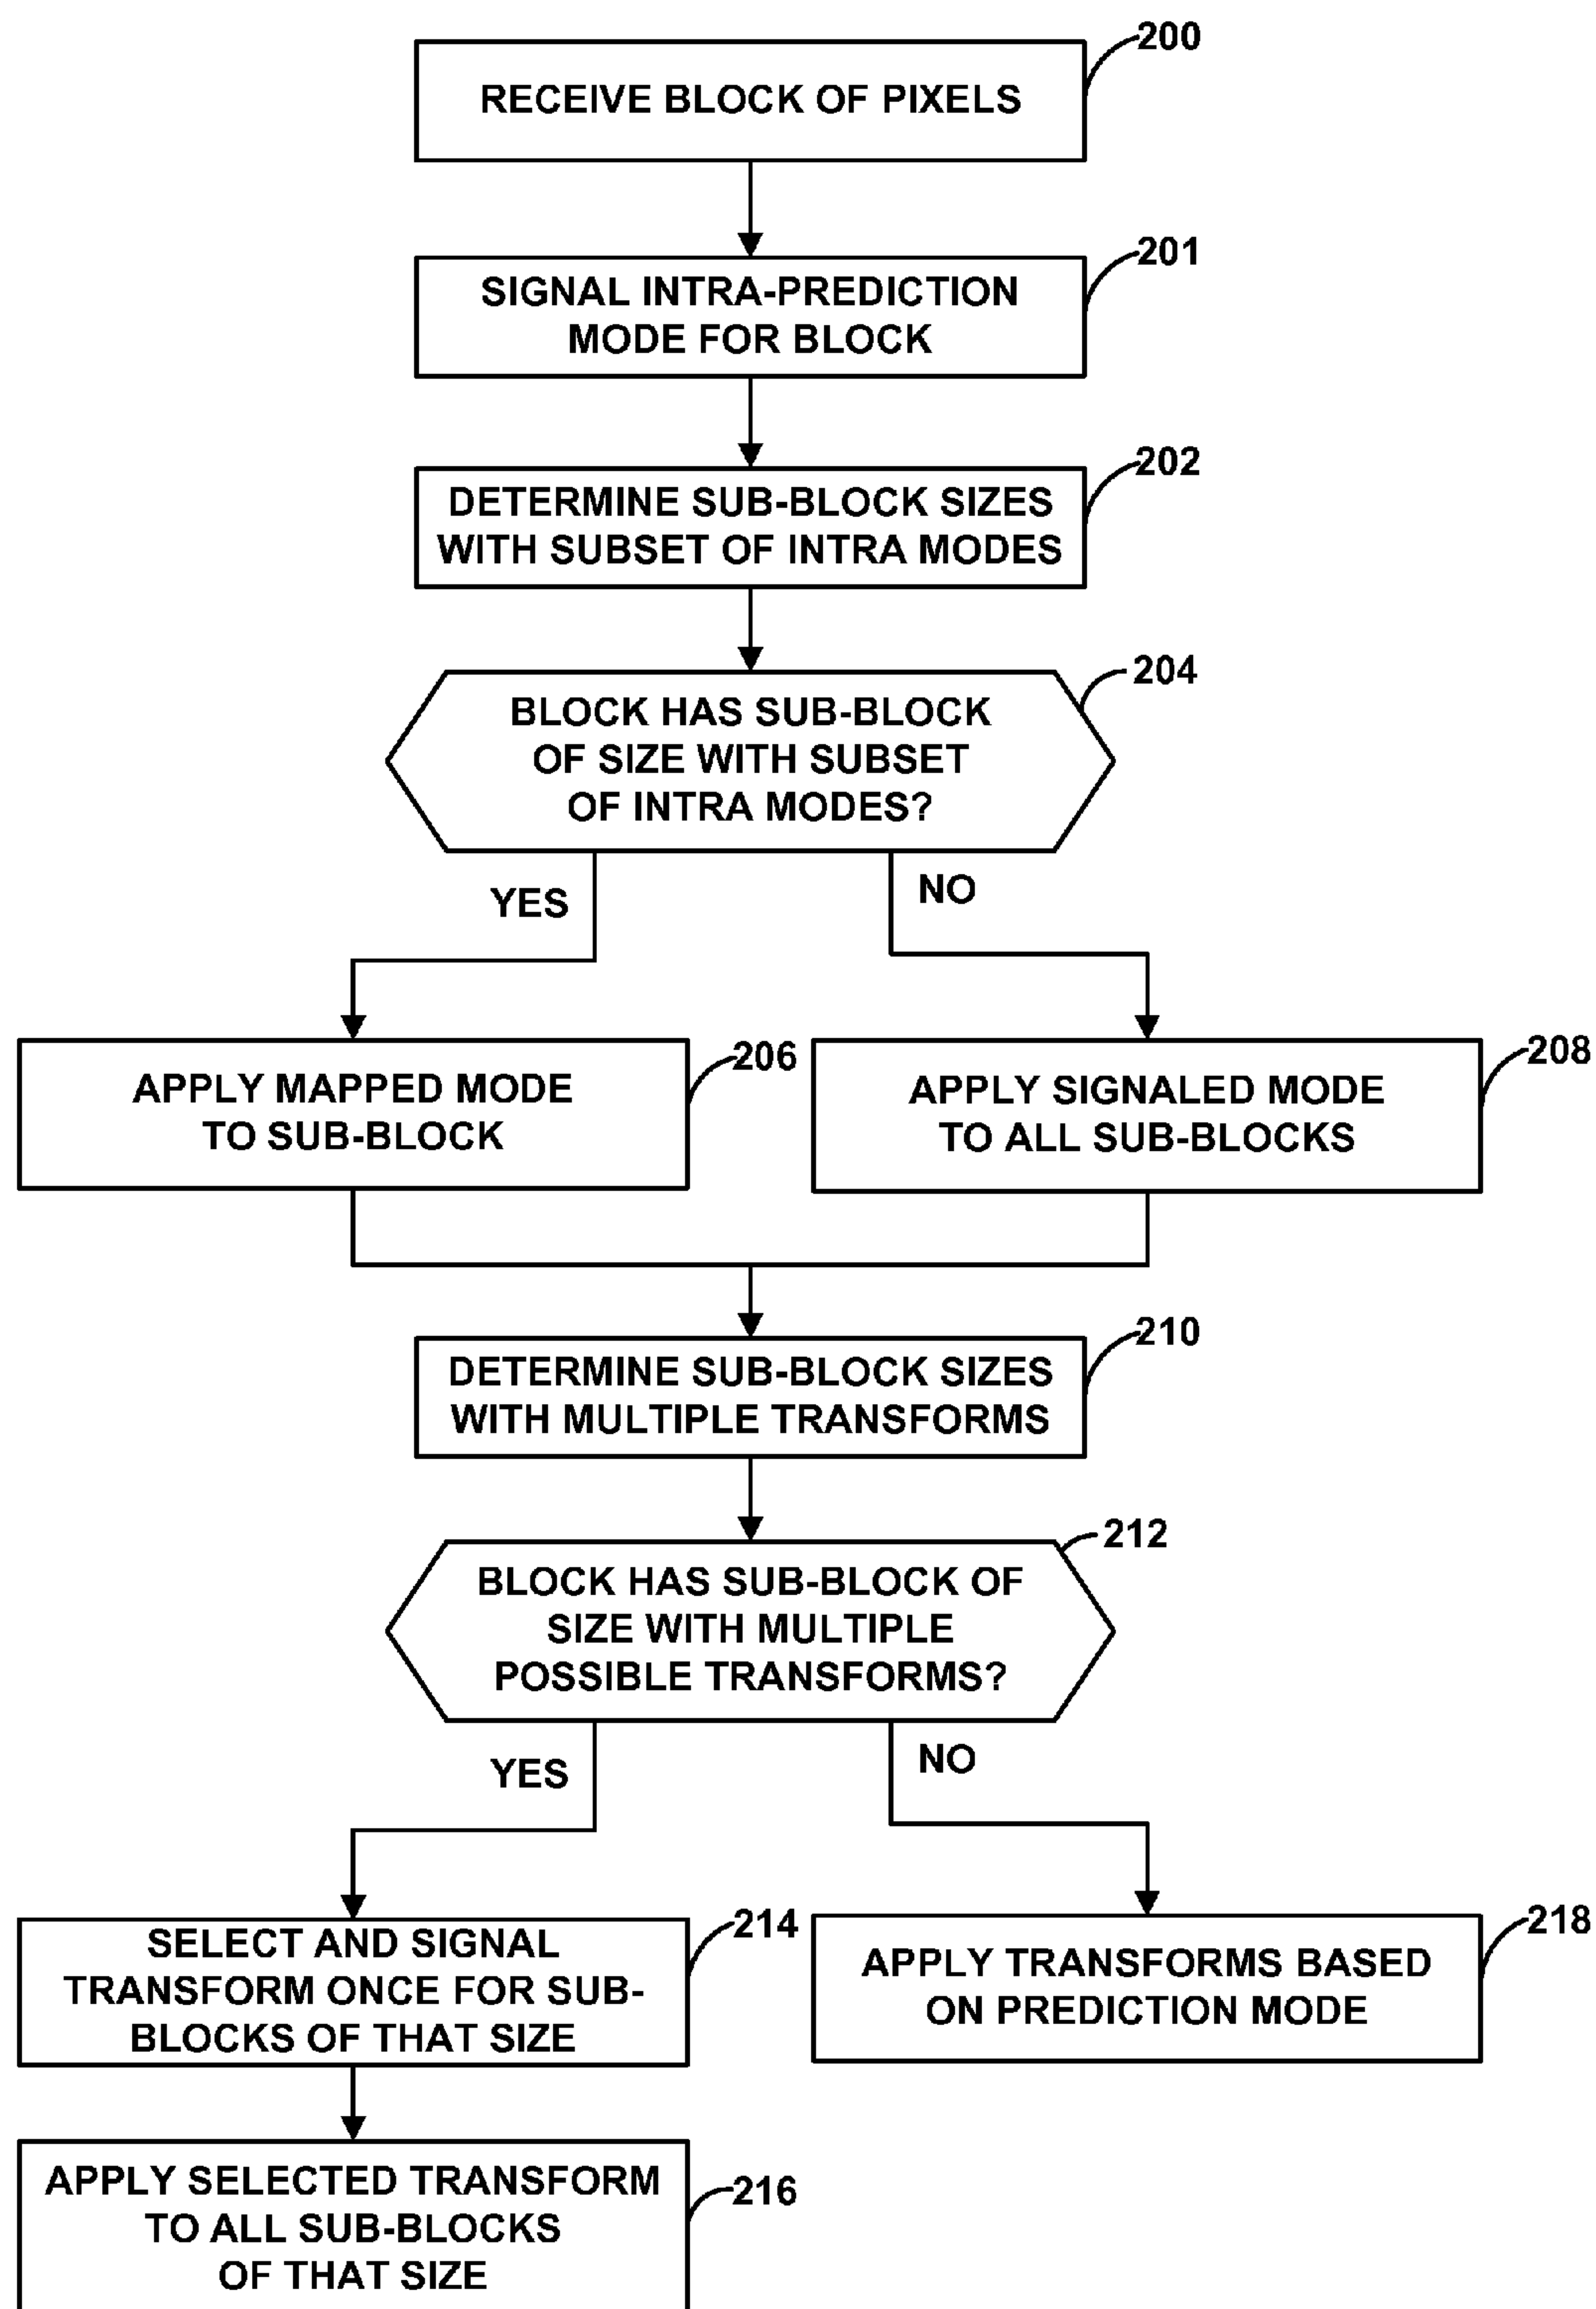 200
RECEIVE BLOCK OF PIXELS
201
SIGNAL INTRA-PREDICTION
MODE FOR BLOCK
202
DETERMINE SUB-BLOCK SIZES
WITH SUBSET OF INTRA MODES
204
BLOCK HAS SUB-BLOCK
OF SIZE WITH SUBSET
OF INTRA MODES?
YES
NO
206
APPLY MAPPED MODE
TO SUB-BLOCK
208
APPLY SIGNALED MODE
TO ALL SUB-BLOCKS
210
DETERMINE SUB-BLOCK SIZES
WITH MULTIPLE TRANSFORMS
212
BLOCK HAS SUB-BLOCK OF
SIZE WITH MULTIPLE
POSSIBLE TRANSFORMS?
YES
NO
214
SELECT AND SIGNAL
TRANSFORM ONCE FOR SUB-
BLOCKS OF THAT SIZE
218
APPLY TRANSFORMS BASED
ON PREDICTION MODE
216
APPLY SELECTED TRANSFORM
TO ALL SUB-BLOCKS
OF THAT SIZE